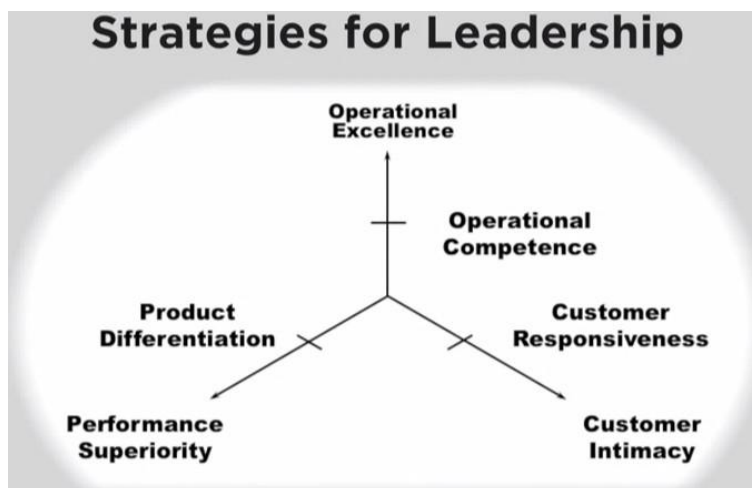 Strategies for Leadership
Operational
Excellence
Operational
Competence
Product
Differentiation
Customer
Responsiveness
Performance
Superiority
Customer
Intimacy